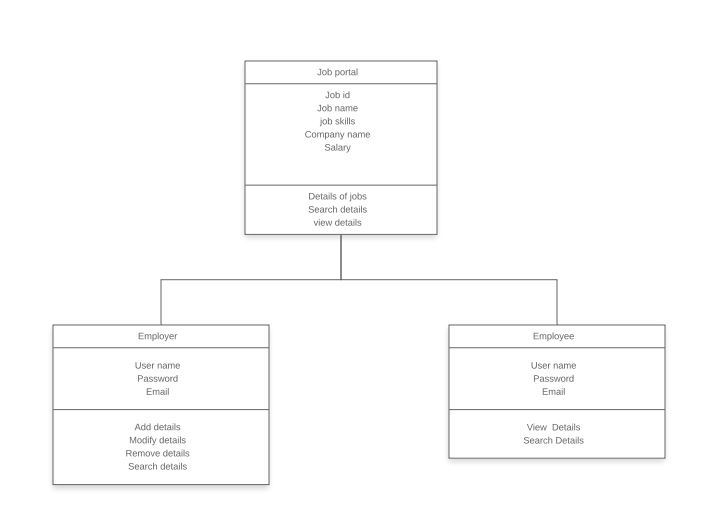 Job portal
Job id
Job name
job skills
Company name
Salary
Details of jobs
Search details
view details
Employer
User name
Password
Email
Add details
Modify details
Remove details
Search details
Employee
User name
Password
Email
View  Details
Search Details